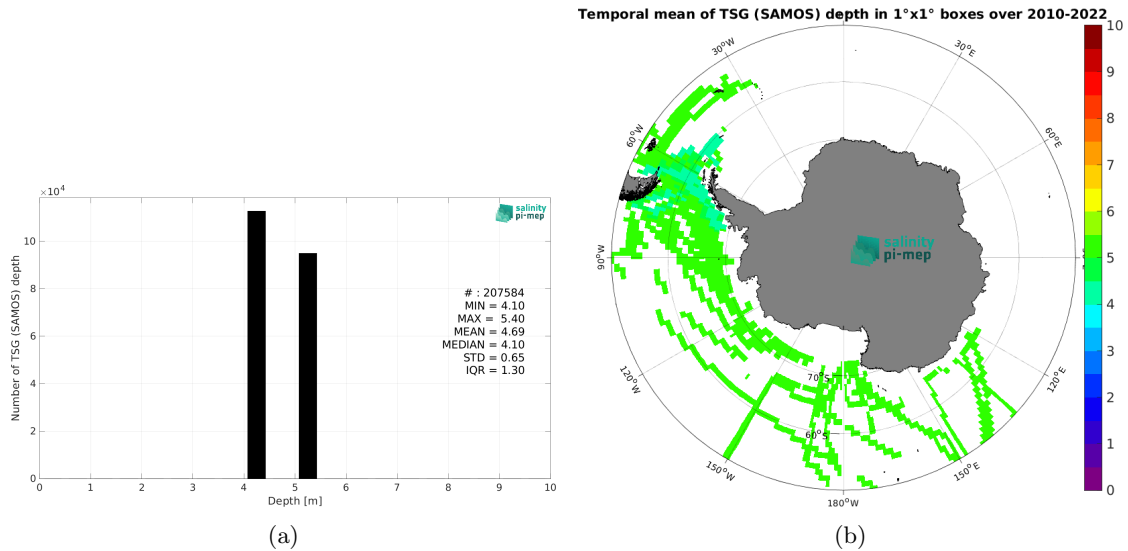 Temporal mean of TSG (SAMOS) depth in 1°x1° boxes over 2010-2022
×10⁴
10
8
6
4
2
0
Number of TSG (SAMOS) depth
salinity
pi-mep
# : 207584
MIN = 4.10
MAX = 5.40
MEAN = 4.69
MEDIAN = 4.10
STD = 0.65
IQR = 1.30
0 1 2 3 4 5 6 7 8 9 10
Depth [m]
(a)
30°W
30°E
60°W
60°E
90°W
salinity
pi-mep
120°W
120°E
70°S
60°S
150°W
150°E
180°W
10
9
8
7
6
5
4
3
2
1
0
(b)